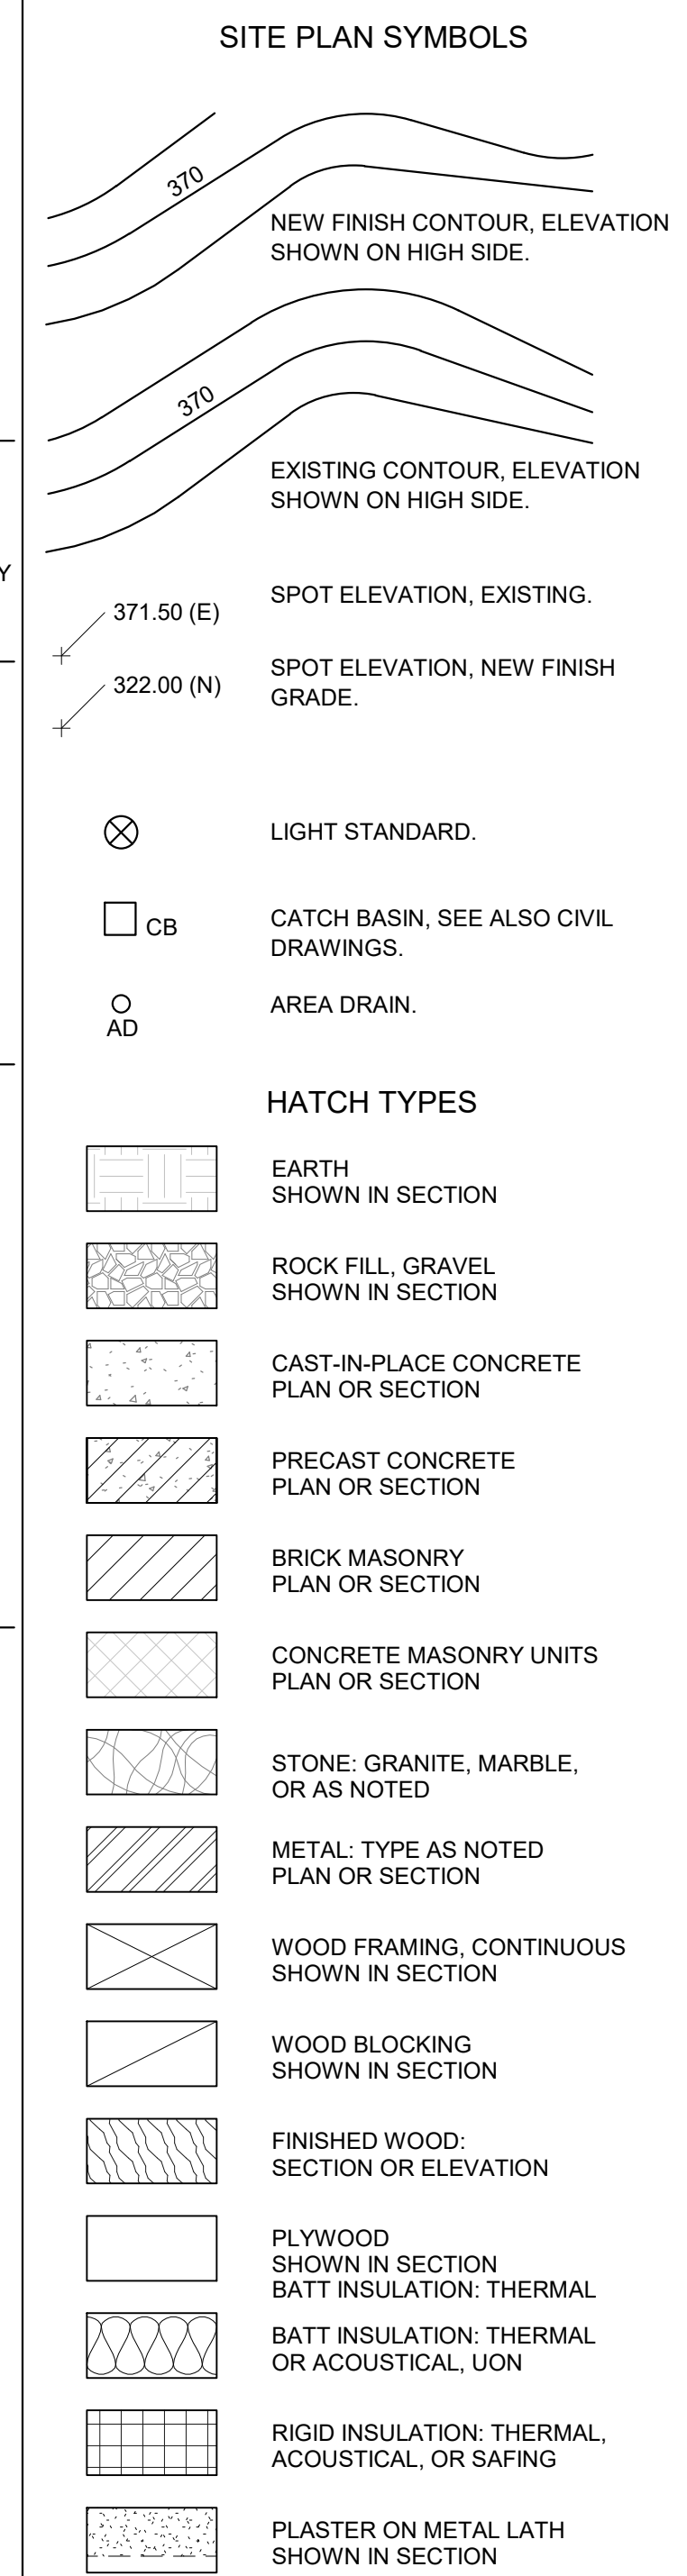 SITE PLAN SYMBOLS
370
NEW FINISH CONTOUR, ELEVATION
SHOWN ON HIGH SIDE.
370
EXISTING CONTOUR, ELEVATION
SHOWN ON HIGH SIDE.
Y
371.50 (E)
SPOT ELEVATION, EXISTING.
322.00 (N)
SPOT ELEVATION, NEW FINISH
GRADE.
LIGHT STANDARD.
CB
CATCH BASIN, SEE ALSO CIVIL
DRAWINGS.
AD
AREA DRAIN.
HATCH TYPES
EARTH
SHOWN IN SECTION
ROCK FILL, GRAVEL
SHOWN IN SECTION
CAST-IN-PLACE CONCRETE
PLAN OR SECTION
PRECAST CONCRETE
PLAN OR SECTION
BRICK MASONRY
PLAN OR SECTION
CONCRETE MASONRY UNITS
PLAN OR SECTION
STONE: GRANITE, MARBLE,
OR AS NOTED
METAL: TYPE AS NOTED
PLAN OR SECTION
WOOD FRAMING, CONTINUOUS
SHOWN IN SECTION
WOOD BLOCKING
SHOWN IN SECTION
FINISHED WOOD:
SECTION OR ELEVATION
PLYWOOD
SHOWN IN SECTION
BATT INSULATION: THERMAL
BATT INSULATION: THERMAL
OR ACOUSTICAL, UON
RIGID INSULATION: THERMAL,
ACOUSTICAL, OR SAFING
PLASTER ON METAL LATH
SHOWN IN SECTION